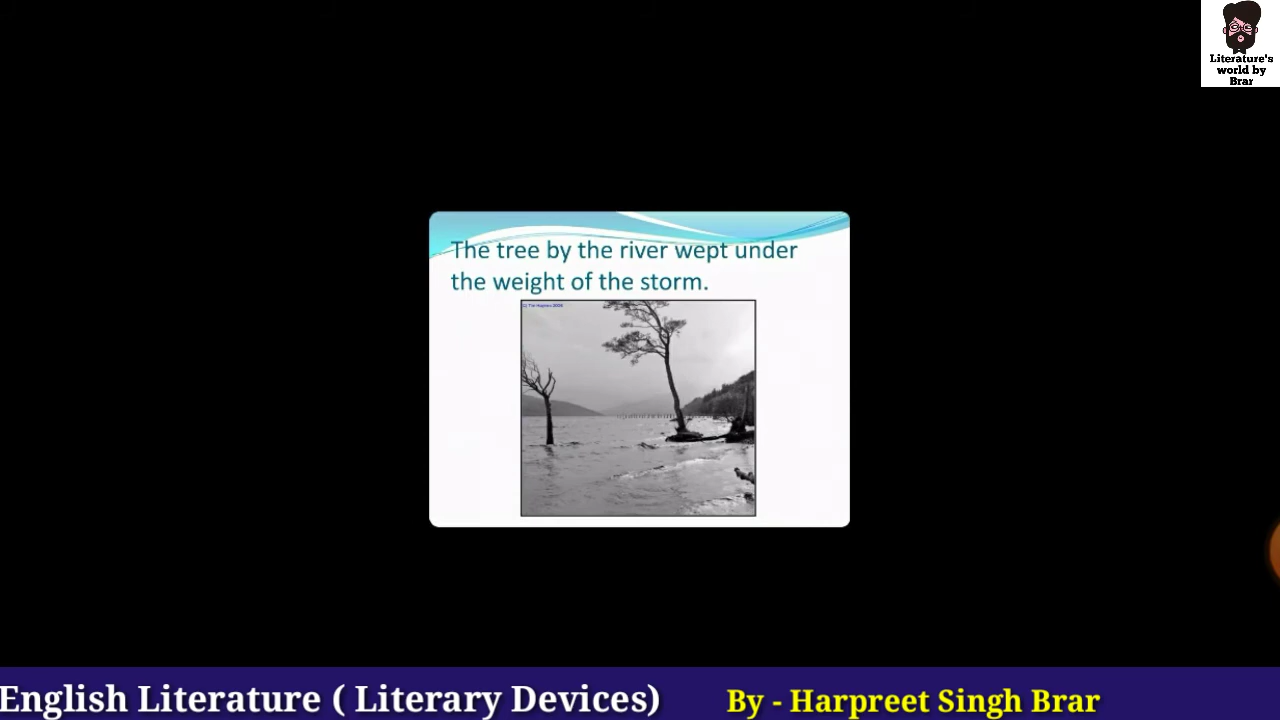 Literature's
world by
Brar
The tree by the river wept under
the weight of the storm.
English Literature ( Literary Devices)
By - Harpreet Singh Brar